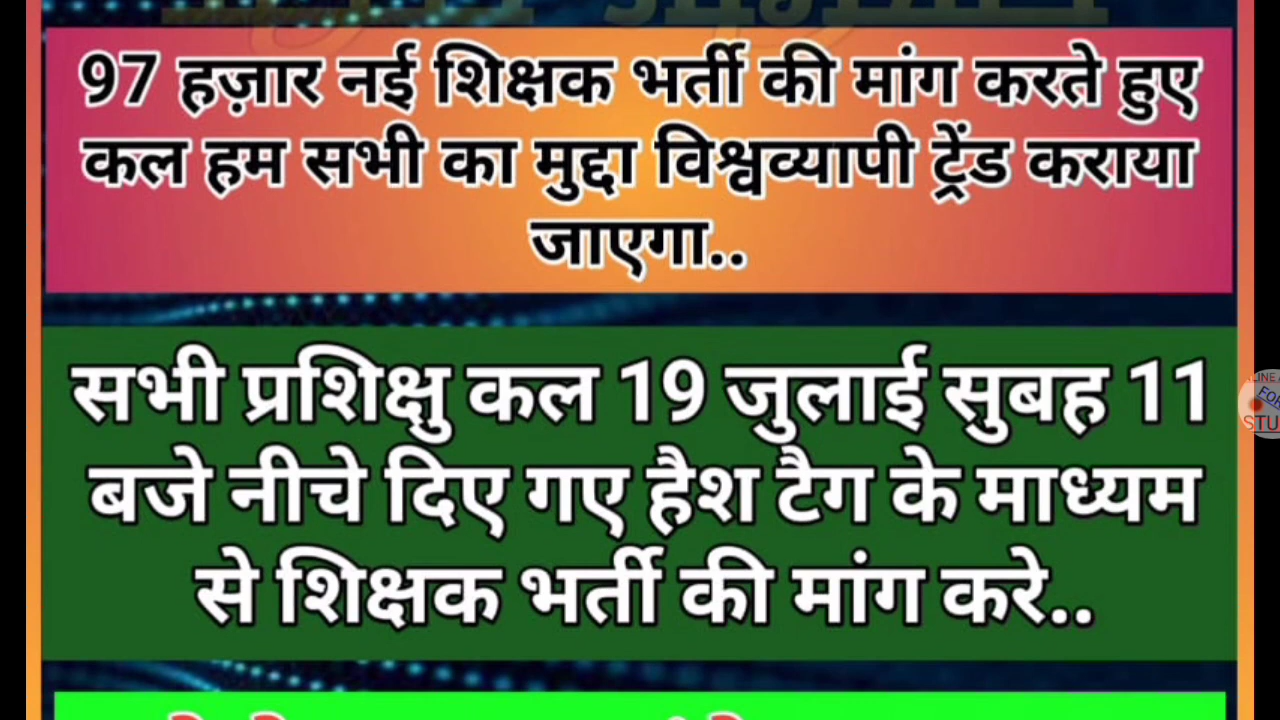 97 हज़ार नई शिक्षक भर्ती की मांग करते हुए
कल हम सभी का मुद्दा विश्वव्यापी ट्रेंड कराया
जाएगा..
सभी प्रशिक्षु कल 19 जुलाई सुबह 11
बजे नीचे दिए गए हैश टैग के माध्यम
से शिक्षक भर्ती की मांग करे..